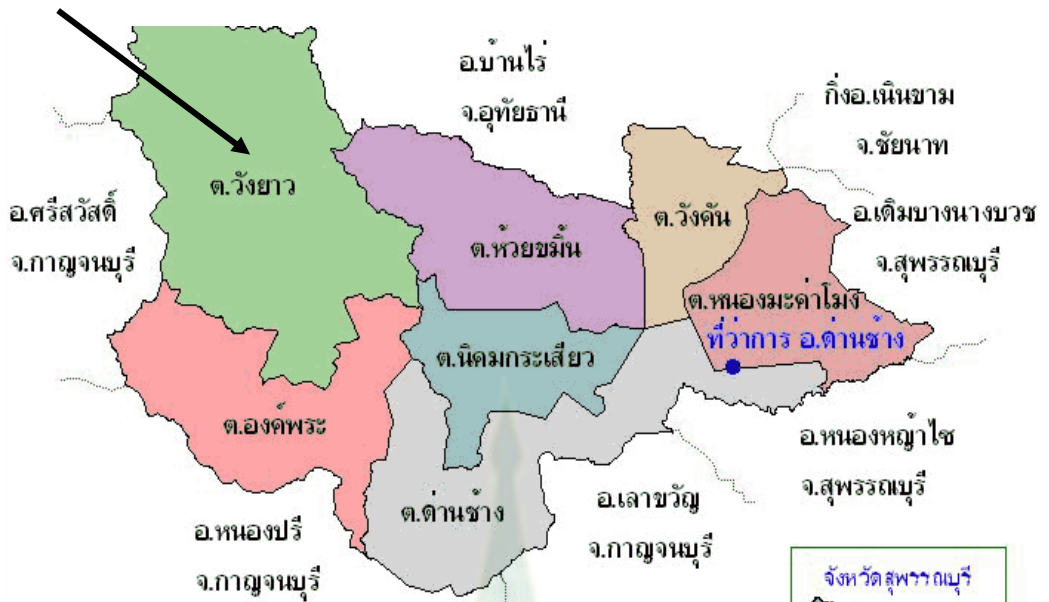 อ.บ้านไร่
จ.อุทัยธานี
กิ่งอ.เนินขาม
จ.ชัยนาท
ต.วังยาว
อ.ศรีสวัสดิ์
จ.กาญจนบุรี
ต.ห้วยขมิ้น
ต.วังคัน
อ.เดิมบางนางบวช
จ.สุพรรณบุรี
ต.หนองมะค่าโมง
ที่ว่าการ อ.ด่านช้าง
ต.นิคมกระเสียว
ต.องค์พระ
อ.หนองหญ้าไซ
จ.สุพรรณบุรี
ต.ด่านช้าง
อ.เลาขวัญ
จ.กาญจนบุรี
อ.หนองปรี
จ.กาญจนบุรี
จังหวัดสุพรรณบุรี